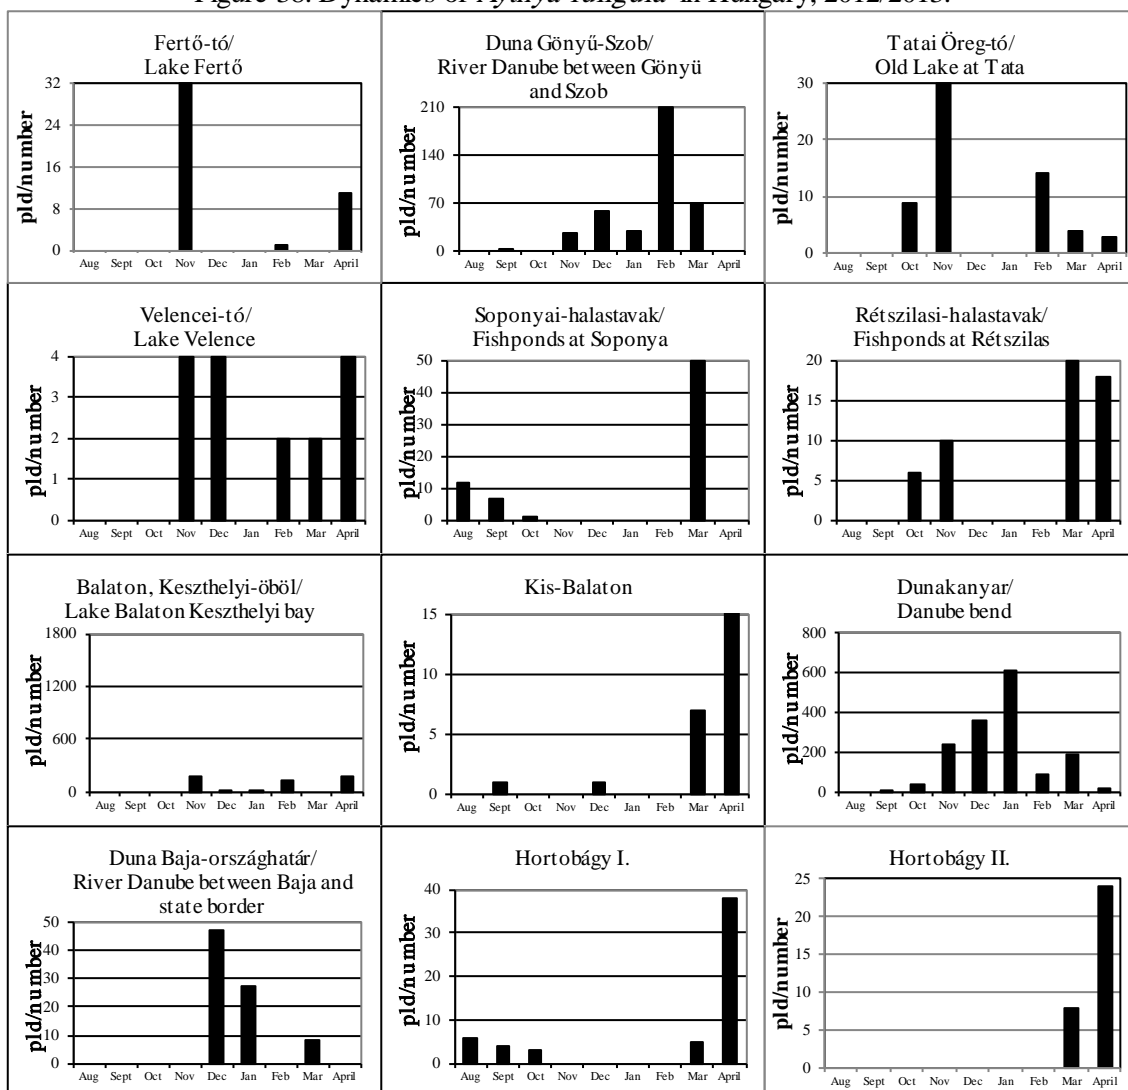 Figure 38. Dynamics of Aythya fuligula in Hungary, 2012/2013.
Fertő-tó/
Lake Fertő
pld/number
32
24
16
8
0
Aug Sept Oct Nov Dec Jan Feb Mar April
Duna Gönyű-Szob/
River Danube between Gönyü
and Szob
pld/number
210
140
70
0
Aug Sept Oct Nov Dec Jan Feb Mar April
Tatai Öreg-tó/
Old Lake at Tata
pld/number
30
20
10
0
Aug Sept Oct Nov Dec Jan Feb Mar April
Velencei-tó/
Lake Velence
pld/number
4
3
2
1
0
Aug Sept Oct Nov Dec Jan Feb Mar April
Soponyai-halastavak/
Fishponds at Soponya
pld/number
50
40
30
20
10
0
Aug Sept Oct Nov Dec Jan Feb Mar April
Rétszilasi-halastavak/
Fishponds at Rétszilas
pld/number
20
15
10
5
0
Aug Sept Oct Nov Dec Jan Feb Mar April
Balaton, Keszthelyi-öböl/
Lake Balaton Keszthelyi bay
pld/number
1800
1200
600
0
Aug Sept Oct Nov Dec Jan Feb Mar April
Kis-Balaton
pld/number
15
10
5
0
Aug Sept Oct Nov Dec Jan Feb Mar April
Dunakanyar/
Danube bend
pld/number
800
600
400
200
0
Aug Sept Oct Nov Dec Jan Feb Mar April
Duna Baja-országhatár/
River Danube between Baja and
state border
pld/number
50
40
30
20
10
0
Aug Sept Oct Nov Dec Jan Feb Mar April
Hortobágy I.
pld/number
40
30
20
10
0
Aug Sept Oct Nov Dec Jan Feb Mar April
Hortobágy II.
pld/number
25
20
15
10
5
0
Aug Sept Oct Nov Dec Jan Feb Mar April